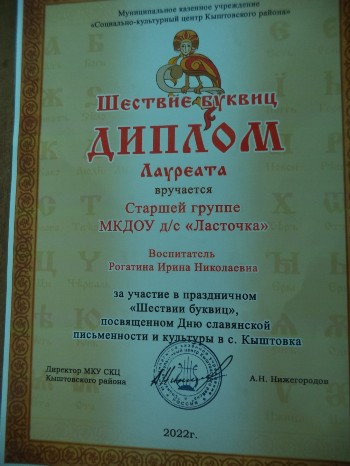 Муниципальное казенное учреждение
«Социально-культурный центр Кыштовского района»
Шествие буквиц
ДИПЛОМ
Лауреата
вручается
Старшей группе
МКДОУ д/с «Ласточка»
Воспитатель
Рогатина Ирина Николаевна
за участие в праздничном
«Шествии буквиц»,
посвященном Дню славянской
письменности и культуры в с. Кыштовка
Директор МКУ СКЦ
Кыштовского района
А.Н. Нижегородов
2022г.